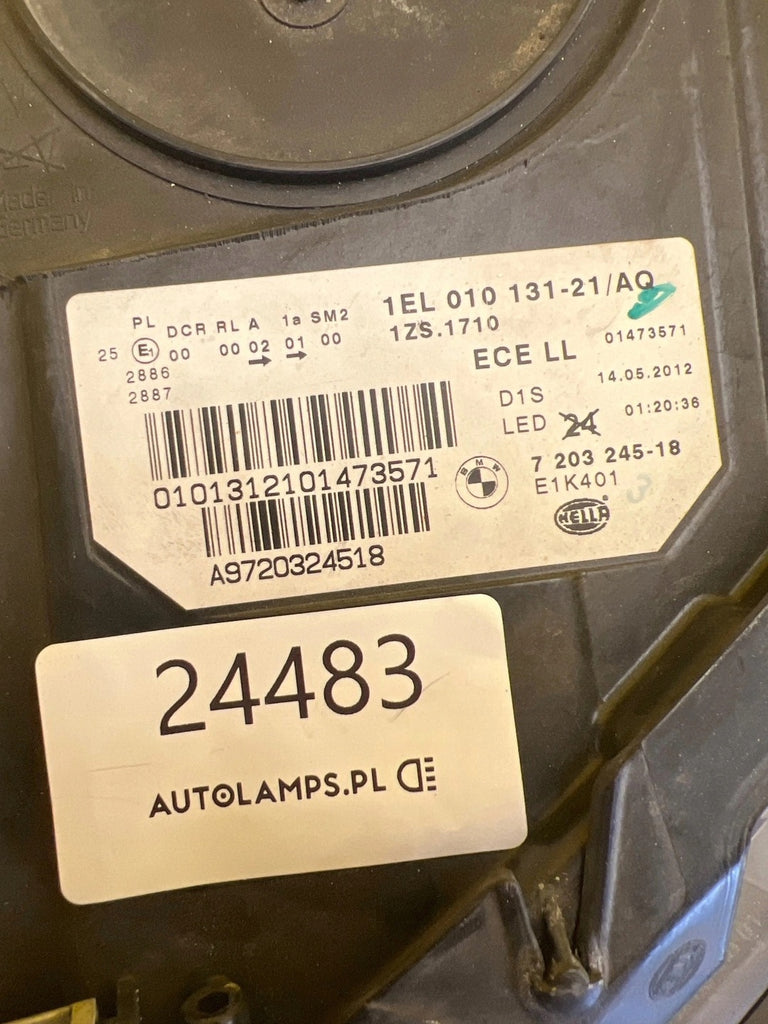 Made in
Germany
PL DCR RL A 1a SM2
25 E1 00 00 02 01 00
2886
2887
1EL 010 131-21/AQ
1ZS.1710
ECE LL
01473571
D1S
14.05.2012
LED 24
01:20:36
0101312101473571
BMW
7 203 245-18
E1K401
3
HELLA
A9720324518
24483
AUTOLAMPS.PL